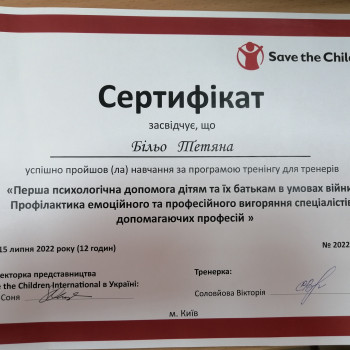 Save the Chil
Сертифікат
засвідчує, що
Більо Тетяна
успішно пройшов (ла) навчання за програмою тренінгу для тренерів
«Перша психологічна допомога дітям та їх батькам в умовах війни
Профілактика емоційного та професійного вигоряння спеціалістів
допомагаючих професій »
15 липня 2022 року (12 годин)
№ 2022
екторка представництва
e the Children International в Україні:
Соня
Тренерка:
Соловйова Вікторія
м. Київ